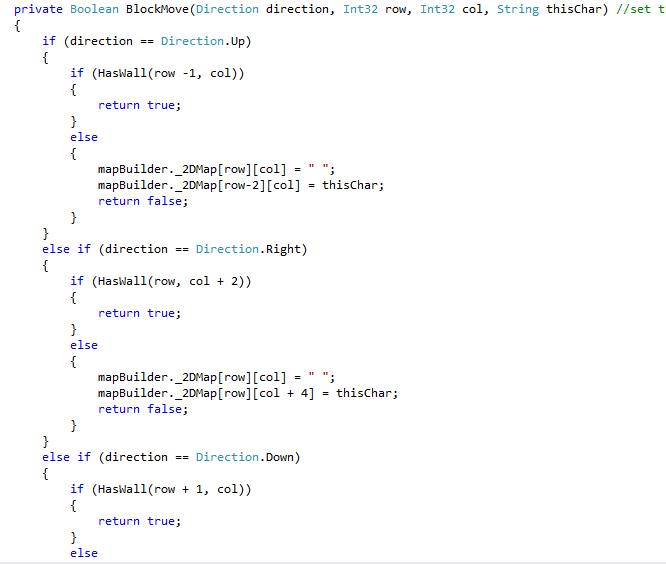 private Boolean BlockMove(Direction direction, Int32 row, Int32 col, String thisChar) //set t
{
    if (direction == Direction.Up)
    {
        if (HasWall(row -1, col))
        {
            return true;
        }
        else
        {
            mapBuilder._2DMap[row][col] = " ";
            mapBuilder._2DMap[row-2][col] = thisChar;
            return false;
        }
    }
    else if (direction == Direction.Right)
    {
        if (HasWall(row, col + 2))
        {
            return true;
        }
        else
        {
            mapBuilder._2DMap[row][col] = " ";
            mapBuilder._2DMap[row][col + 4] = thisChar;
            return false;
        }
    }
    else if (direction == Direction.Down)
    {
        if (HasWall(row + 1, col))
        {
            return true;
        }
        else